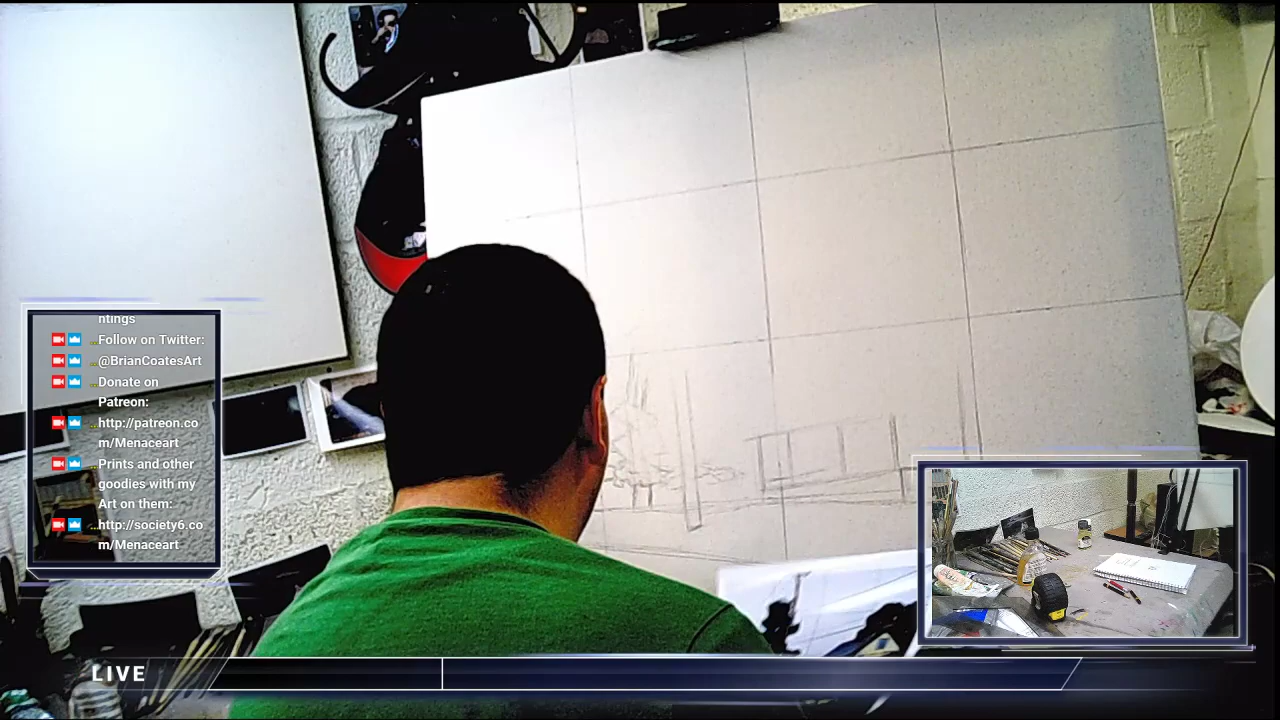 ntings
..Follow on Twitter:
..@BrianCoatesArt
..Donate on
Patreon:
..http://patreon.co
m/Menaceart
..Prints and other
goodies with my
Art on them:
..http://society6.co
m/Menaceart
LIVE